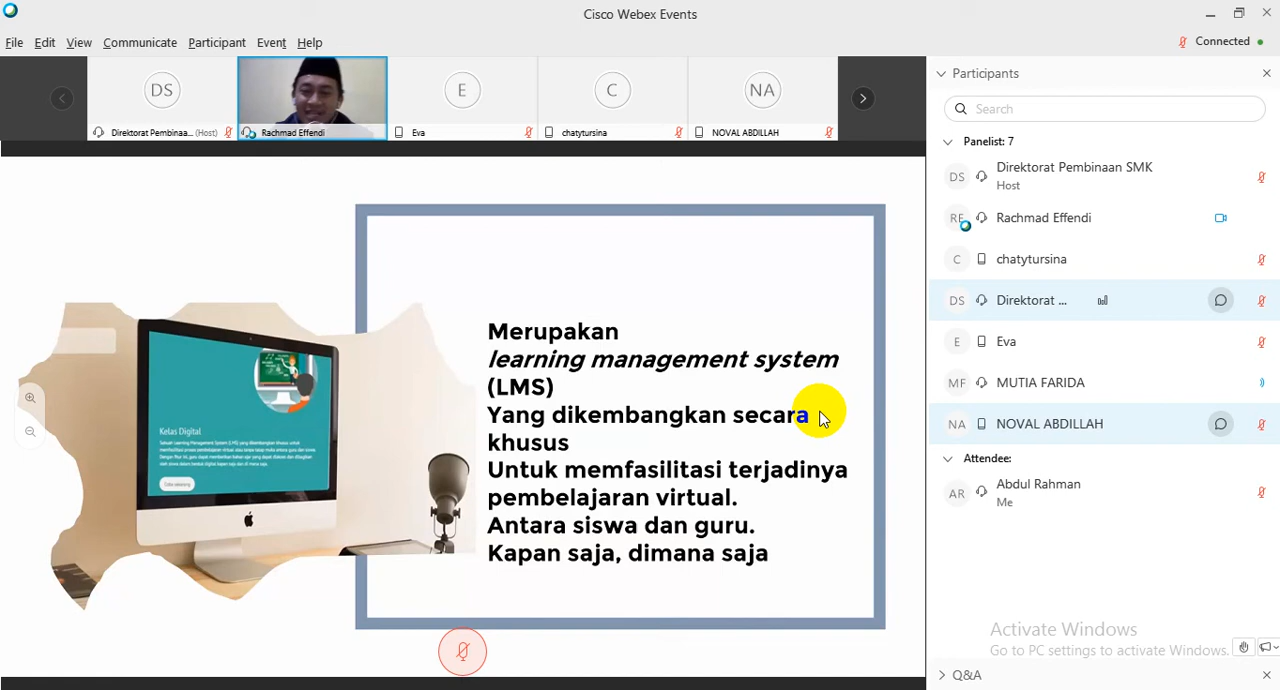 Cisco Webex Events
File Edit View Communicate Participant Event Help
Connected
DS
E
C
NA
Direktorat Pembinaa... (Host)
Rachmad Effendi
Eva
chatytursina
NOVAL ABDILLAH
Merupakan
learning management system
(LMS)
Yang dikembangkan secara
khusus
Untuk memfasilitasi terjadinya
pembelajaran virtual.
Antara siswa dan guru.
Kapan saja, dimana saja
Kelas Digital
Participants
Search
Panelist: 7
DS Direktorat Pembinaan SMK
Host
RE Rachmad Effendi
C chatytursina
DS Direktorat ...
E Eva
MF MUTIA FARIDA
NA NOVAL ABDILLAH
Attendee:
AR Abdul Rahman
Me
Activate Windows
Go to PC settings to activate Windows.
Q&A